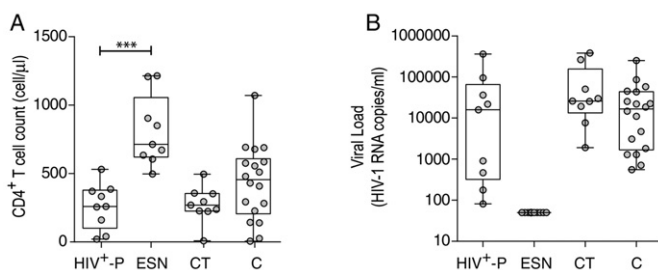 A
CD4+ T cell count (cell/µl)
1500
1000
500
0
***
HIV+-P
ESN
CT
C
B
Viral Load
(HIV-1 RNA copies/ml)
1000000
100000
10000
1000
100
10
HIV+-P
ESN
CT
C